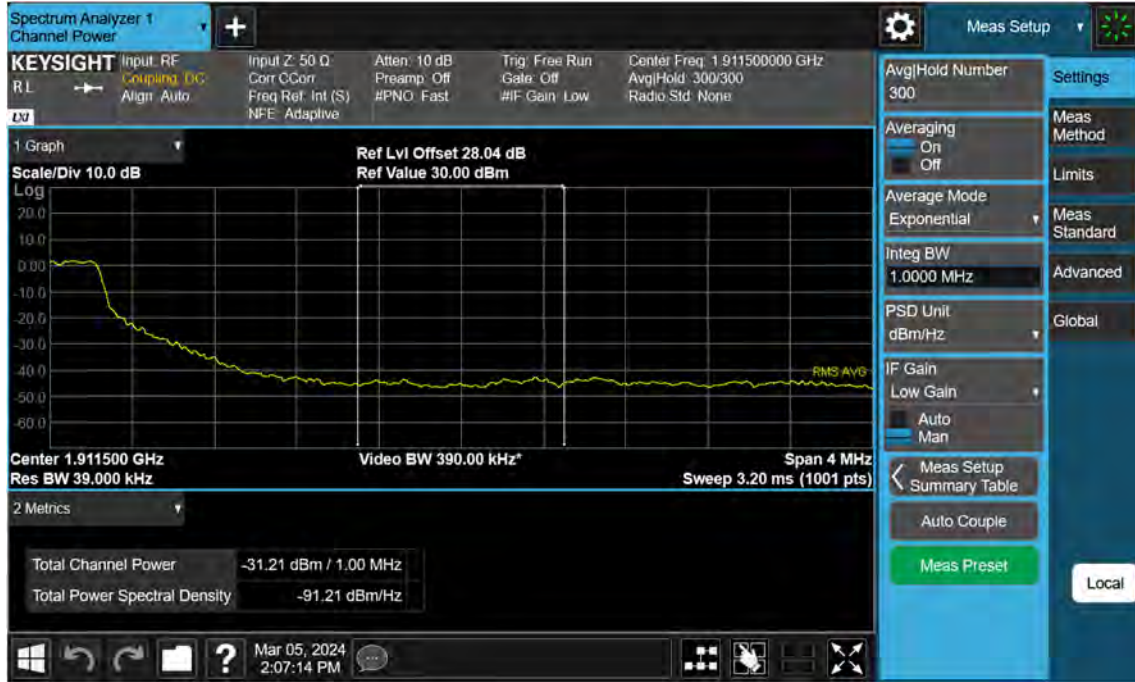 Spectrum Analyzer 1
Channel Power
+
Meas Setup
KEYSIGHT
RL
LXI
Input: RF
Coupling: DC
Align: Auto
Input Z: 50 Ω
Corr CCorr
Freq Ref: Int (S)
NFE: Adaptive
Atten: 10 dB
Preamp: Off
#PNO: Fast
Trig: Free Run
Gate: Off
#IF Gain: Low
Center Freq: 1.911500000 GHz
Avg|Hold: 300/300
Radio Std: None
1 Graph
Scale/Div 10.0 dB
Ref Lvl Offset 28.04 dB
Ref Value 30.00 dBm
Log
20.0
10.0
0.00
-10.0
-20.0
-30.0
-40.0
-50.0
-60.0
RMS AVG
Center 1.911500 GHz
Video BW 390.00 kHz*
Span 4 MHz
Res BW 39.000 kHz
Sweep 3.20 ms (1001 pts)
2 Metrics
Total Channel Power
-31.21 dBm / 1.00 MHz
Total Power Spectral Density
-91.21 dBm/Hz
?
Mar 05, 2024
2:07:14 PM
Avg|Hold Number
300
Averaging
On
Off
Average Mode
Exponential
Integ BW
1.0000 MHz
PSD Unit
dBm/Hz
IF Gain
Low Gain
Auto
Man
Meas Setup
Summary Table
Auto Couple
Meas Preset
Settings
Meas
Method
Limits
Meas
Standard
Advanced
Global
Local